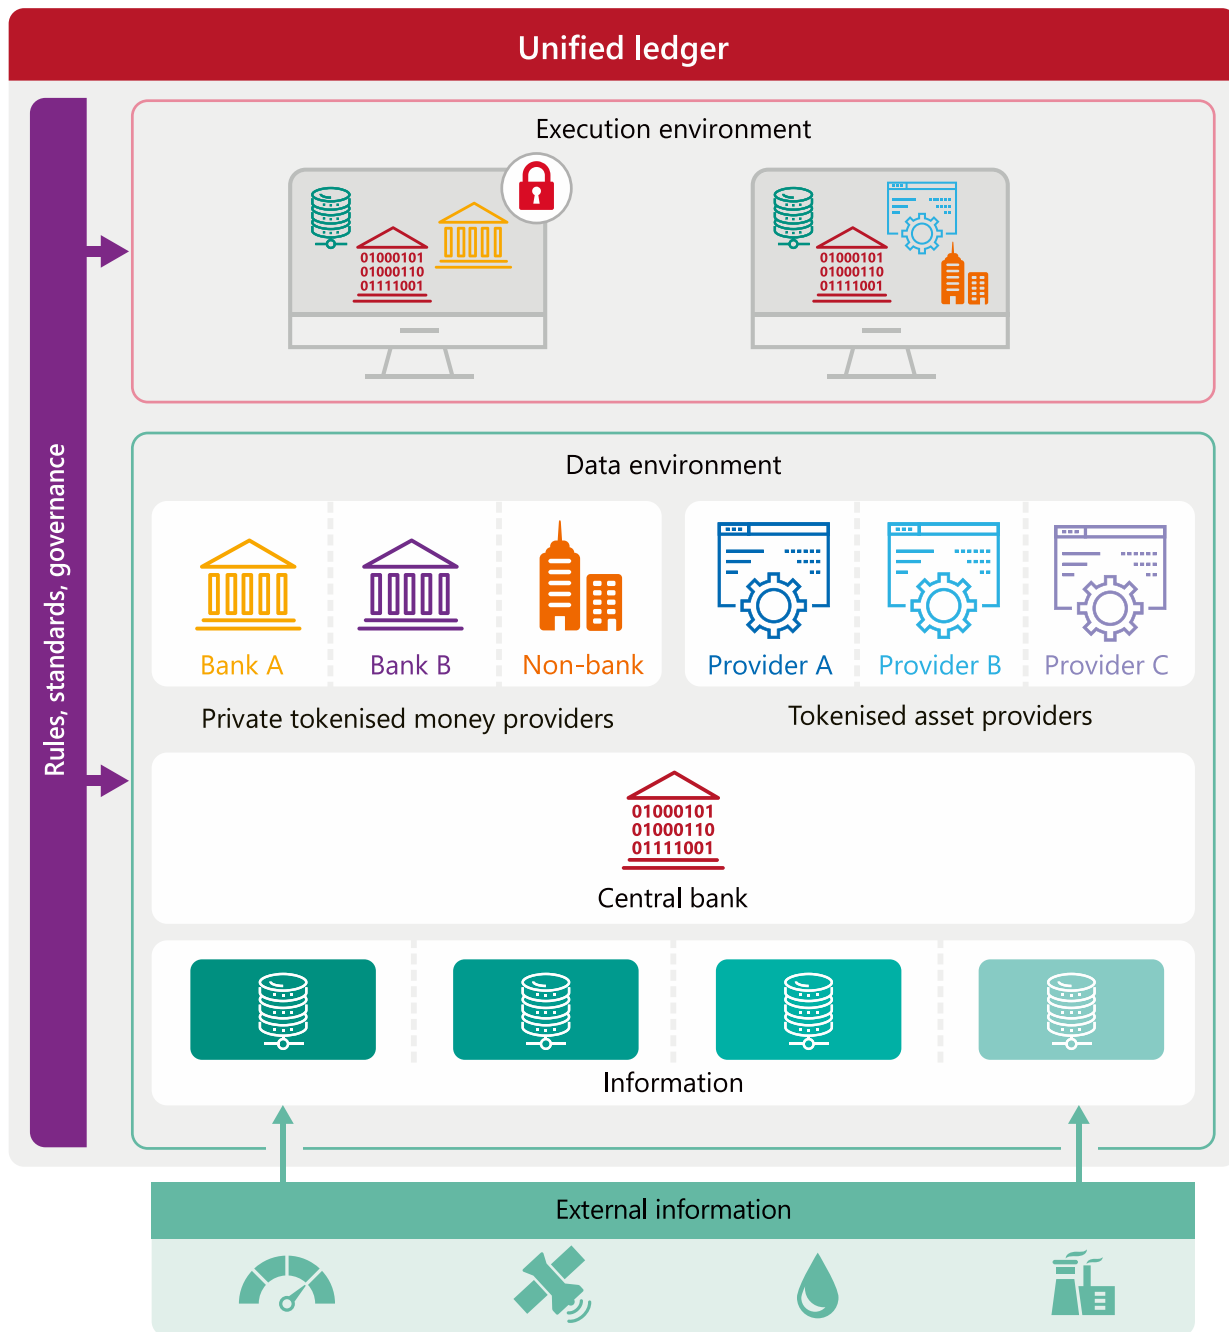 Unified ledger
Rules, standards, governance
Execution environment
01000101
01000110
01111001
01000101
01000110
01111001
Data environment
Bank A
Bank B
Non-bank
Provider A
Provider B
Provider C
Private tokenised money providers
Tokenised asset providers
01000101
01000110
01111001
Central bank
Information
External information